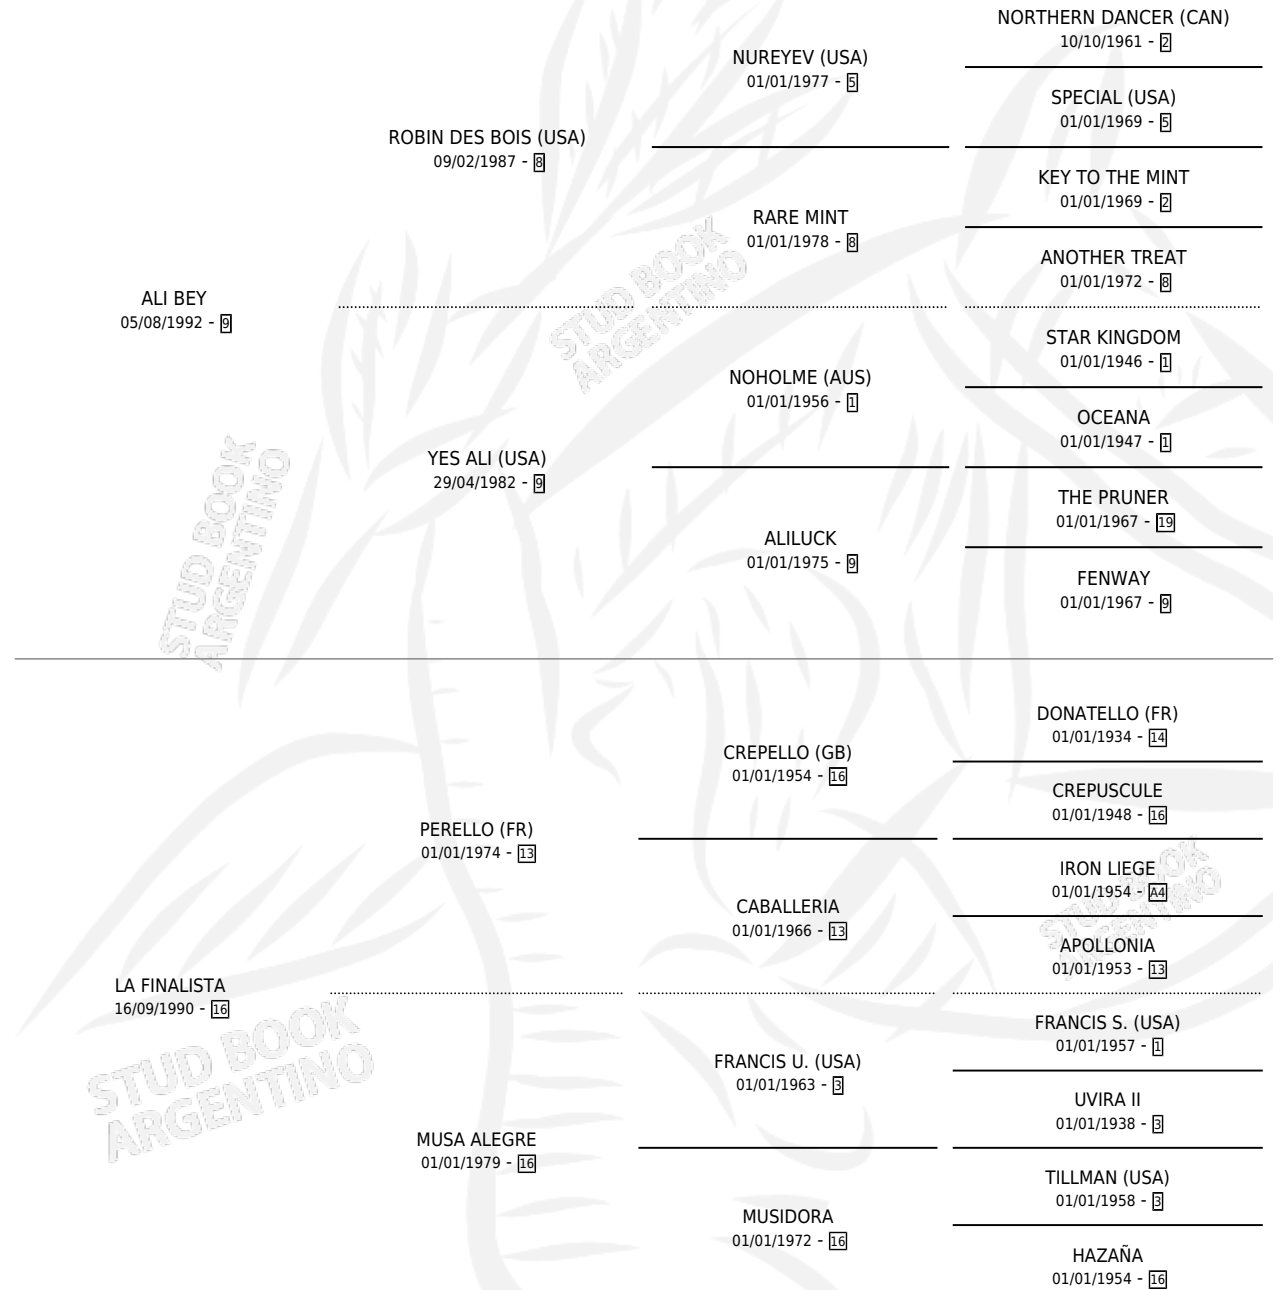 NORTHERN DANCER (CAN)
10/10/1961 - 2
NUREYEV (USA)
01/01/1977 - 5
SPECIAL (USA)
01/01/1969 - 5
ROBIN DES BOIS (USA)
09/02/1987 - 8
KEY TO THE MINT
01/01/1969 - 2
RARE MINT
01/01/1978 - 8
ANOTHER TREAT
01/01/1972 - 8
ALI BEY
05/08/1992 - 9
STAR KINGDOM
01/01/1946 - 1
NOHOLME (AUS)
01/01/1956 - 1
OCEANA
01/01/1947 - 1
YES ALI (USA)
29/04/1982 - 9
THE PRUNER
01/01/1967 - 19
ALILUCK
01/01/1975 - 9
FENWAY
01/01/1967 - 9
STUD BOOK
ARGENTINO
STUD BOOK
ARGENTINO
DONATELLO (FR)
01/01/1934 - 14
CREPELLO (GB)
01/01/1954 - 16
CREPUSCULE
01/01/1948 - 16
PERELLO (FR)
01/01/1974 - 13
IRON LIEGE
01/01/1954 - A4
CABALLERIA
01/01/1966 - 13
APOLLONIA
01/01/1953 - 13
LA FINALISTA
16/09/1990 - 16
FRANCIS S. (USA)
01/01/1957 - 1
FRANCIS U. (USA)
01/01/1963 - 3
UVIRA II
01/01/1938 - 3
MUSA ALEGRE
01/01/1979 - 16
TILLMAN (USA)
01/01/1958 - 3
MUSIDORA
01/01/1972 - 16
HAZAÑA
01/01/1954 - 16
STUD BOOK
ARGENTINO
STUD BOOK
ARGENTINO